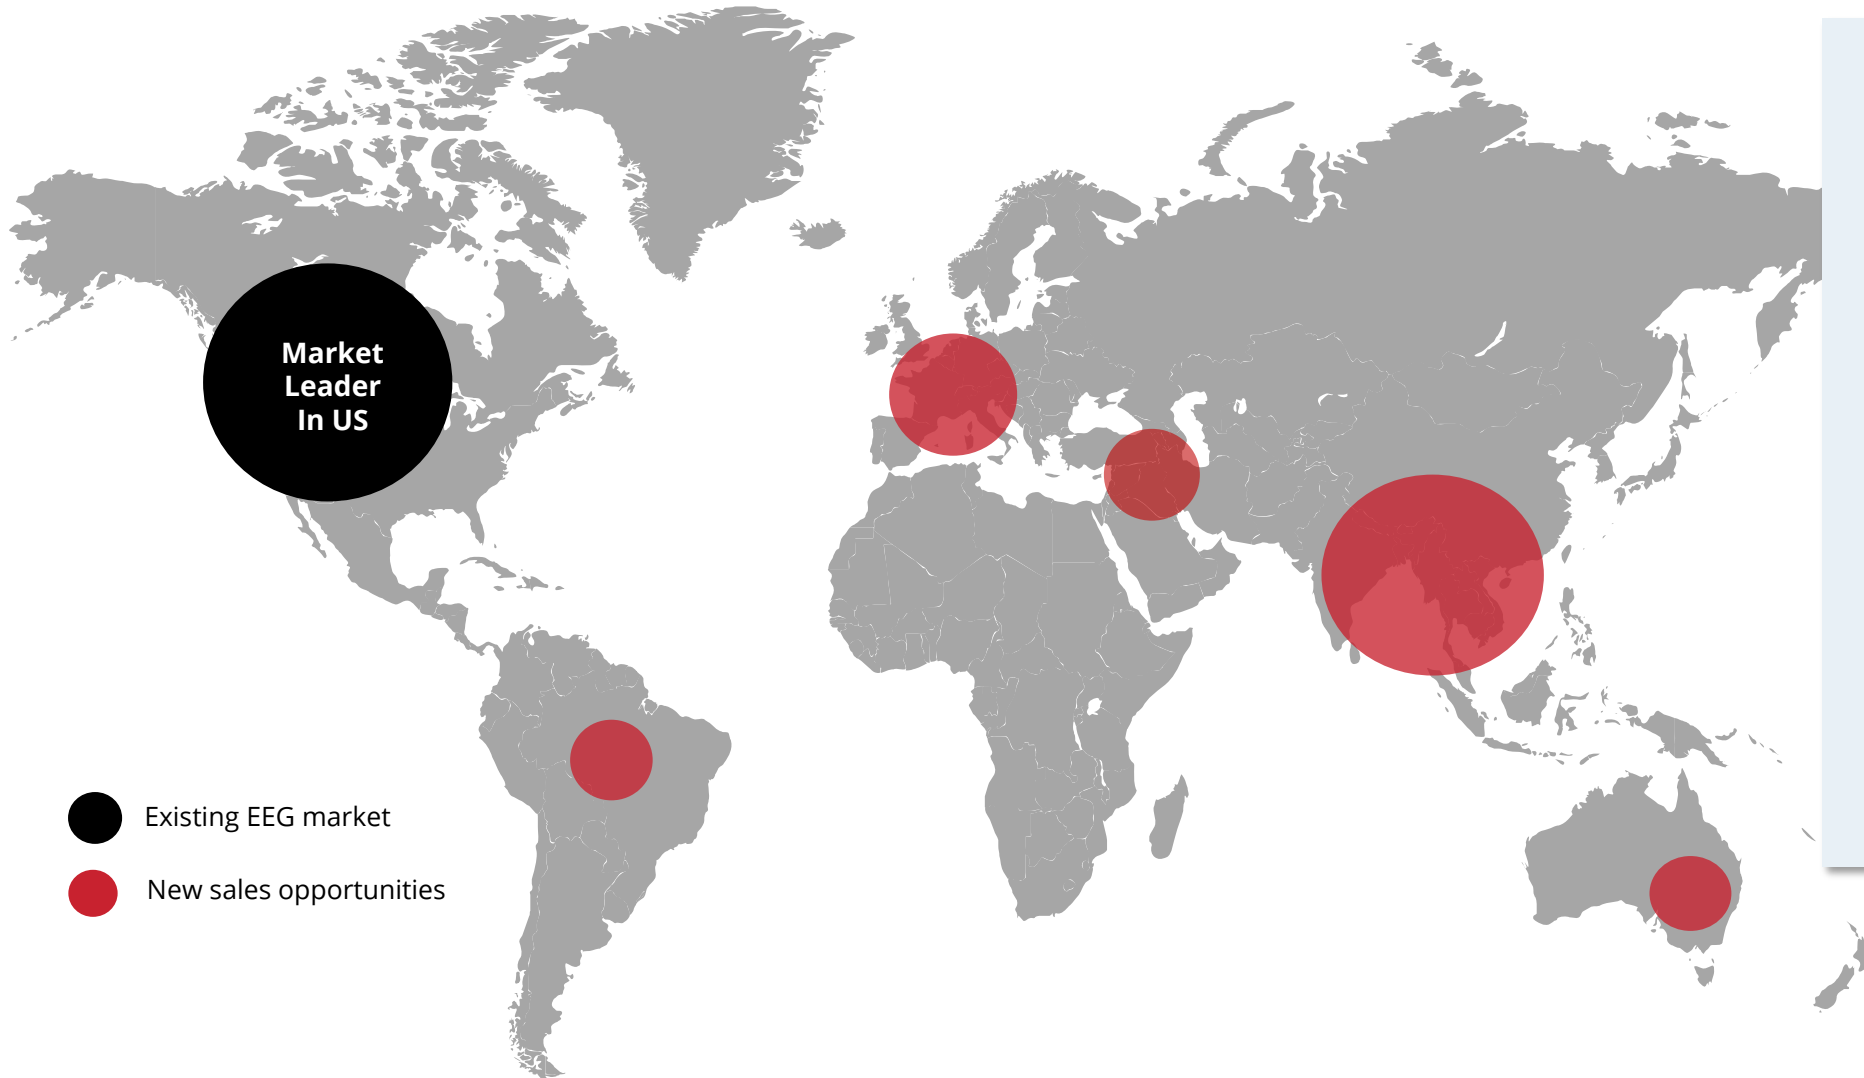 Market
Leader
In US
Existing EEG market
New sales opportunities